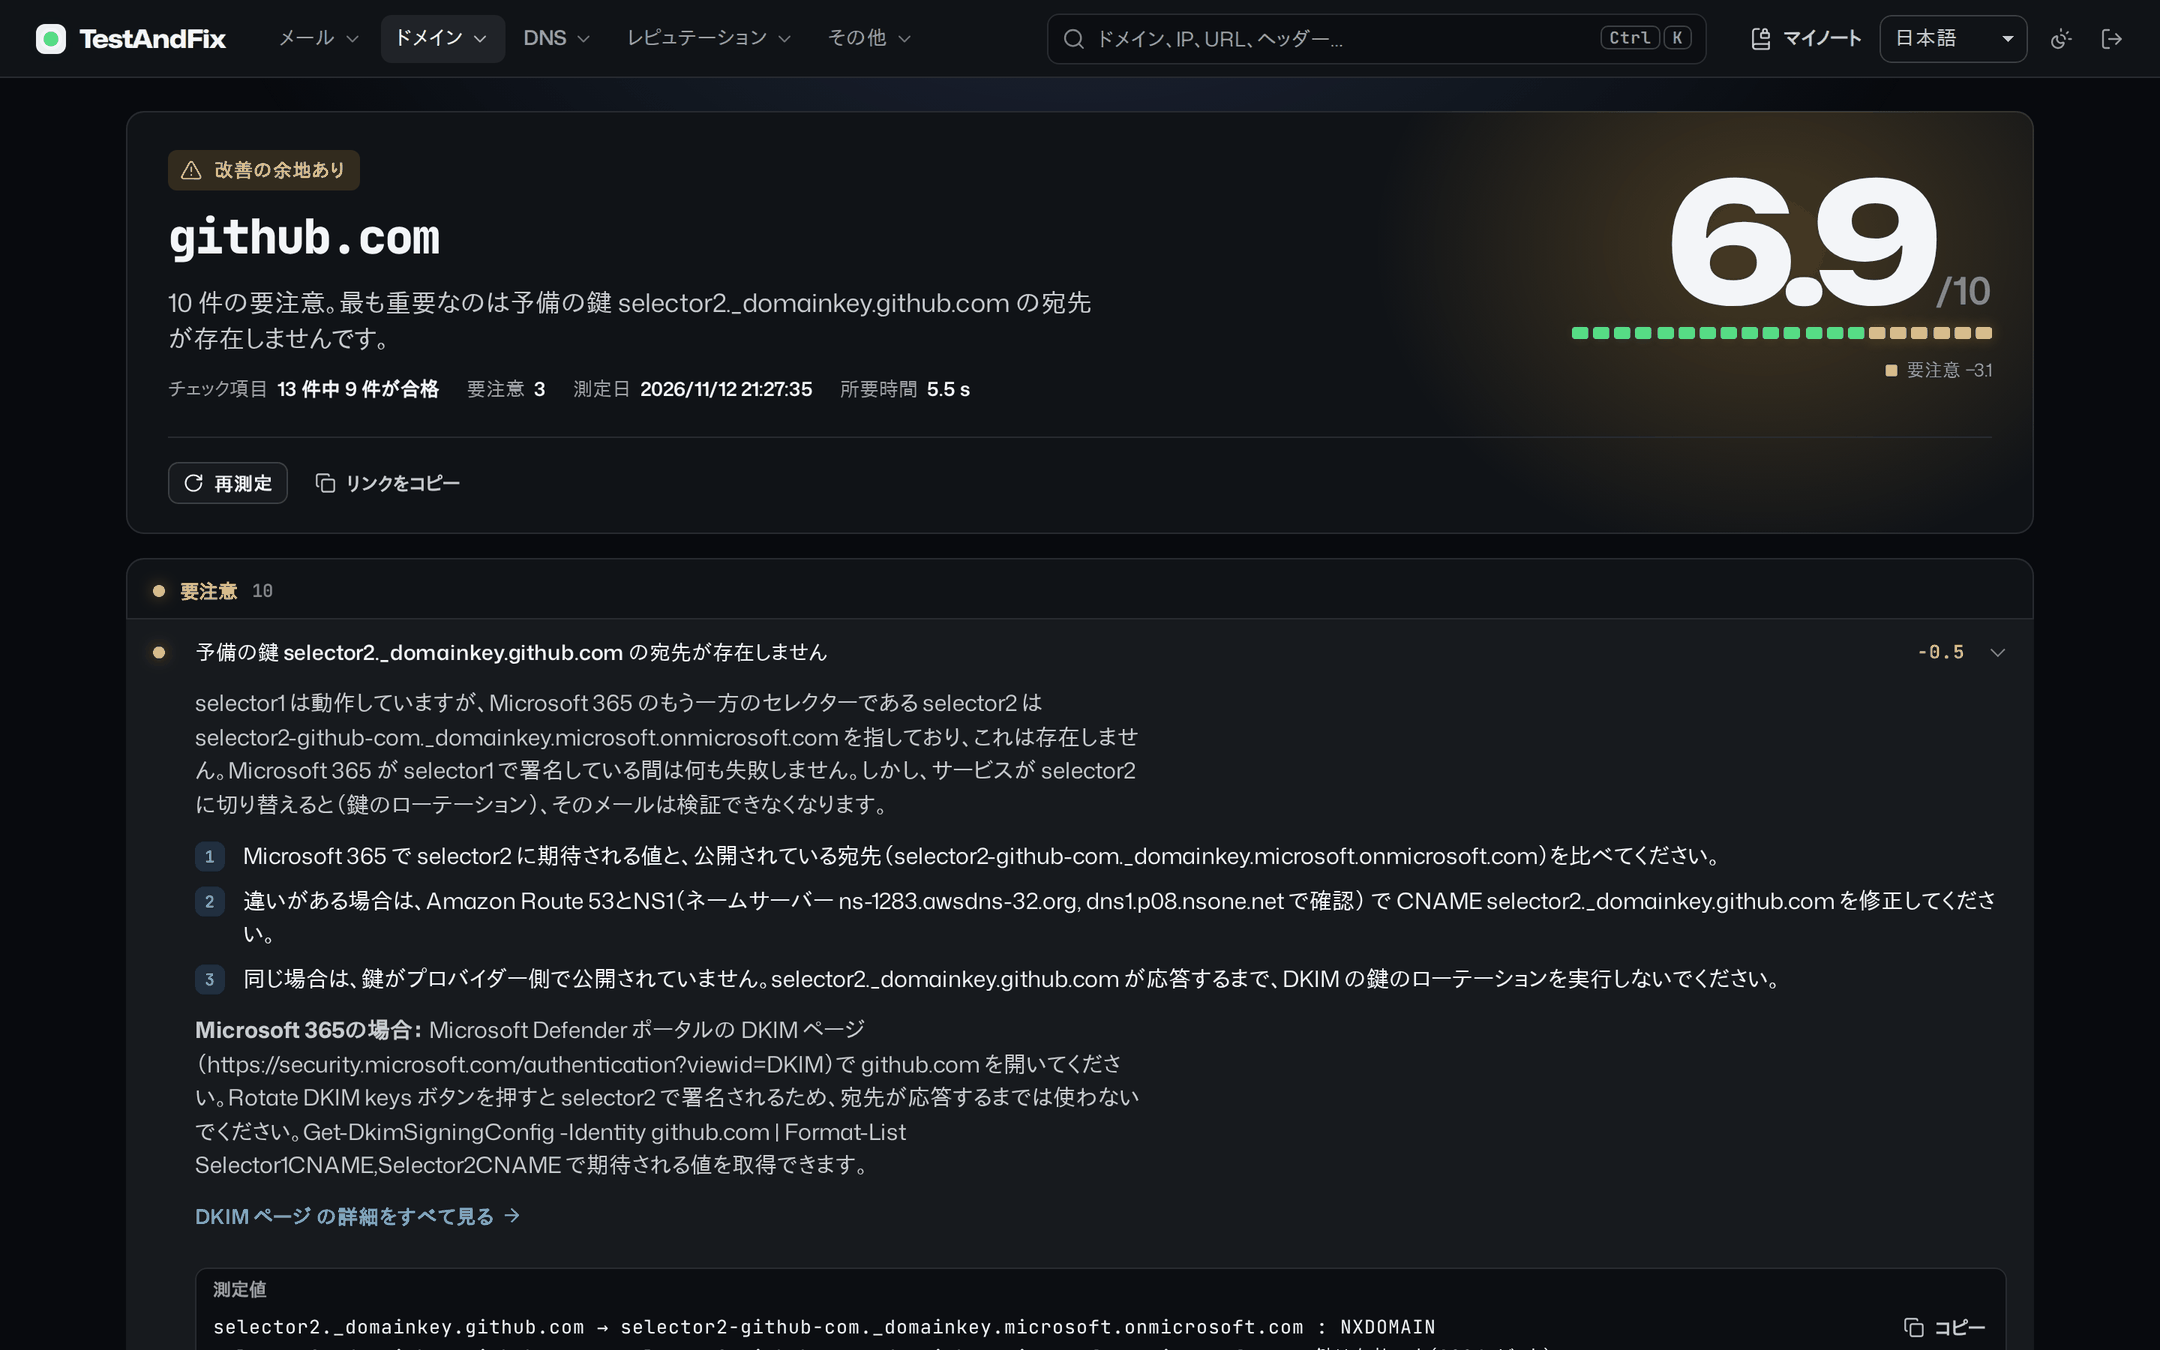 TestAndFix
メール
ドメイン
DNS
レピュテーション
その他
ドメイン、IP、URL、ヘッダー...
Ctrl K
マイノート
日本語
改善の余地あり
github.com
10 件の要注意。最も重要なのは予備の鍵 selector2._domainkey.github.com の宛先
が存在しませんです。
チェック項目 13 件中 9 件が合格 要注意 3 測定日 2026/11/12 21:27:35 所要時間 5.5 s
6.9/10
要注意 −3.1
再測定
リンクをコピー
要注意 10
予備の鍵 selector2._domainkey.github.com の宛先が存在しません
-0.5
selector1 は動作していますが、Microsoft 365 のもう一方のセレクターである selector2 は
selector2-github-com._domainkey.microsoft.onmicrosoft.com を指しており、これは存在しませ
ん。Microsoft 365 が selector1 で署名している間は何も失敗しません。しかし、サービスが selector2
に切り替えると（鍵のローテーション）、そのメールは検証できなくなります。
1 Microsoft 365 で selector2 に期待される値と、公開されている宛先（selector2-github-com._domainkey.microsoft.onmicrosoft.com）を比べてください。
2 違いがある場合は、Amazon Route 53とNS1（ネームサーバー ns-1283.awsdns-32.org, dns1.p08.nsone.net で確認） で CNAME selector2._domainkey.github.com を修正してくださ
い。
3 同じ場合は、鍵がプロバイダー側で公開されていません。selector2._domainkey.github.com が応答するまで、DKIM の鍵のローテーションを実行しないでください。
Microsoft 365の場合： Microsoft Defender ポータルの DKIM ページ
（https://security.microsoft.com/authentication?viewid=DKIM）で github.com を開いてくださ
い。Rotate DKIM keys ボタンを押すと selector2 で署名されるため、宛先が応答するまでは使わない
でください。Get-DkimSigningConfig -Identity github.com | Format-List
Selector1CNAME,Selector2CNAME で期待される値を取得できます。
DKIM ページ の詳細をすべて見る →
測定値
selector2._domainkey.github.com → selector2-github-com._domainkey.microsoft.onmicrosoft.com : NXDOMAIN
コピー